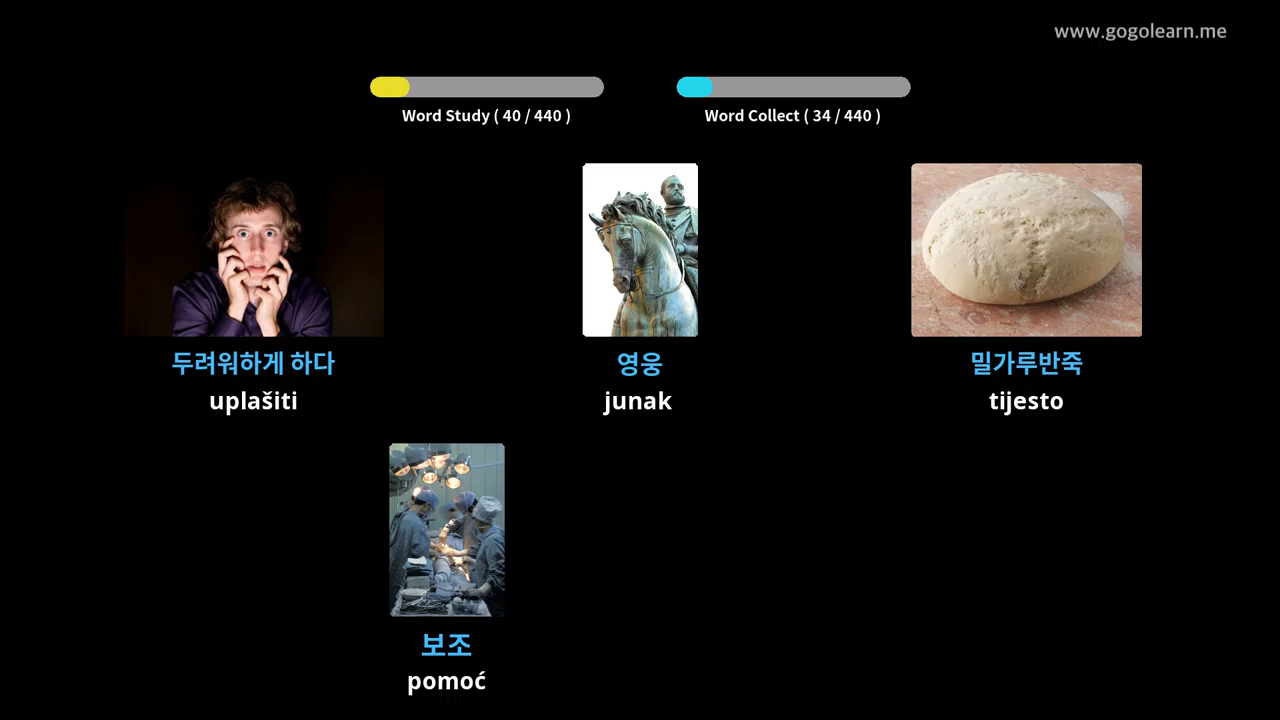 www.gogolearn.me
Word Study ( 40 / 440 )
Word Collect ( 34 / 440 )
두려워하게 하다
uplašiti
영웅
junak
밀가루반죽
tijesto
보조
pomoć